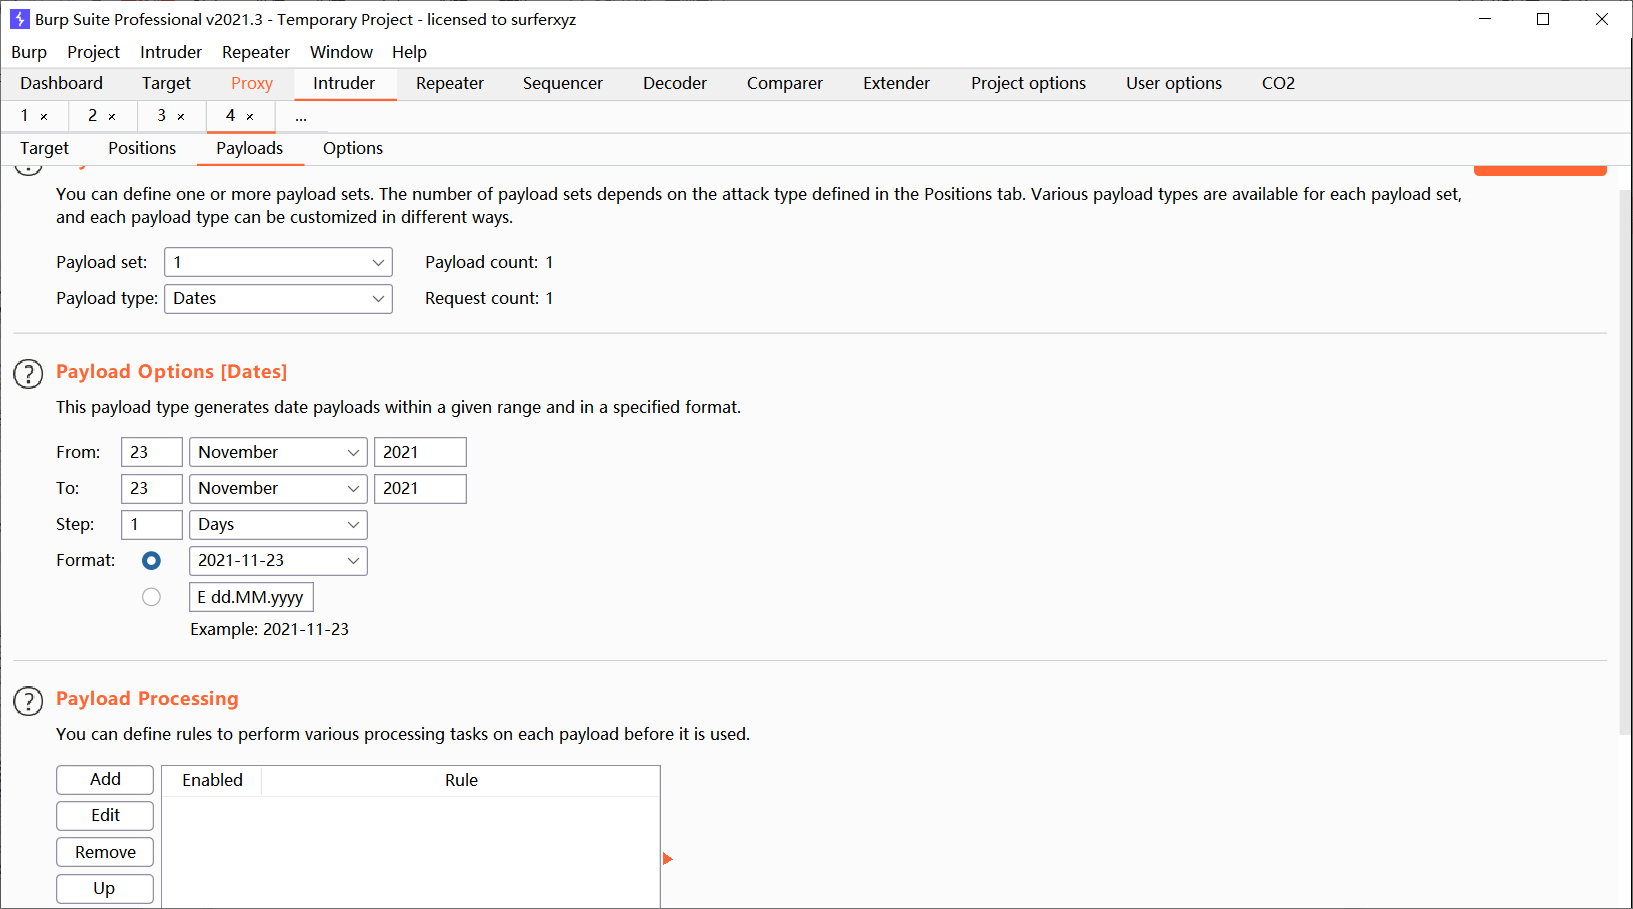 Burp Suite Professional v2021.3 - Temporary Project - licensed to surferxyz
Burp Project Intruder Repeater Window Help
Dashboard Target Proxy Intruder Repeater Sequencer Decoder Comparer Extender Project options User options CO2
1 × 2 × 3 × 4 × ...
Target Positions Payloads Options
You can define one or more payload sets. The number of payload sets depends on the attack type defined in the Positions tab. Various payload types are available for each payload set,
and each payload type can be customized in different ways.
Payload set: 1 Payload count: 1
Payload type: Dates Request count: 1
? Payload Options [Dates]
This payload type generates date payloads within a given range and in a specified format.
From: 23 November 2021
To: 23 November 2021
Step: 1 Days
Format: 2021-11-23
E dd.MM.yyyy
Example: 2021-11-23
? Payload Processing
You can define rules to perform various processing tasks on each payload before it is used.
Add Enabled Rule
Edit
Remove
Up